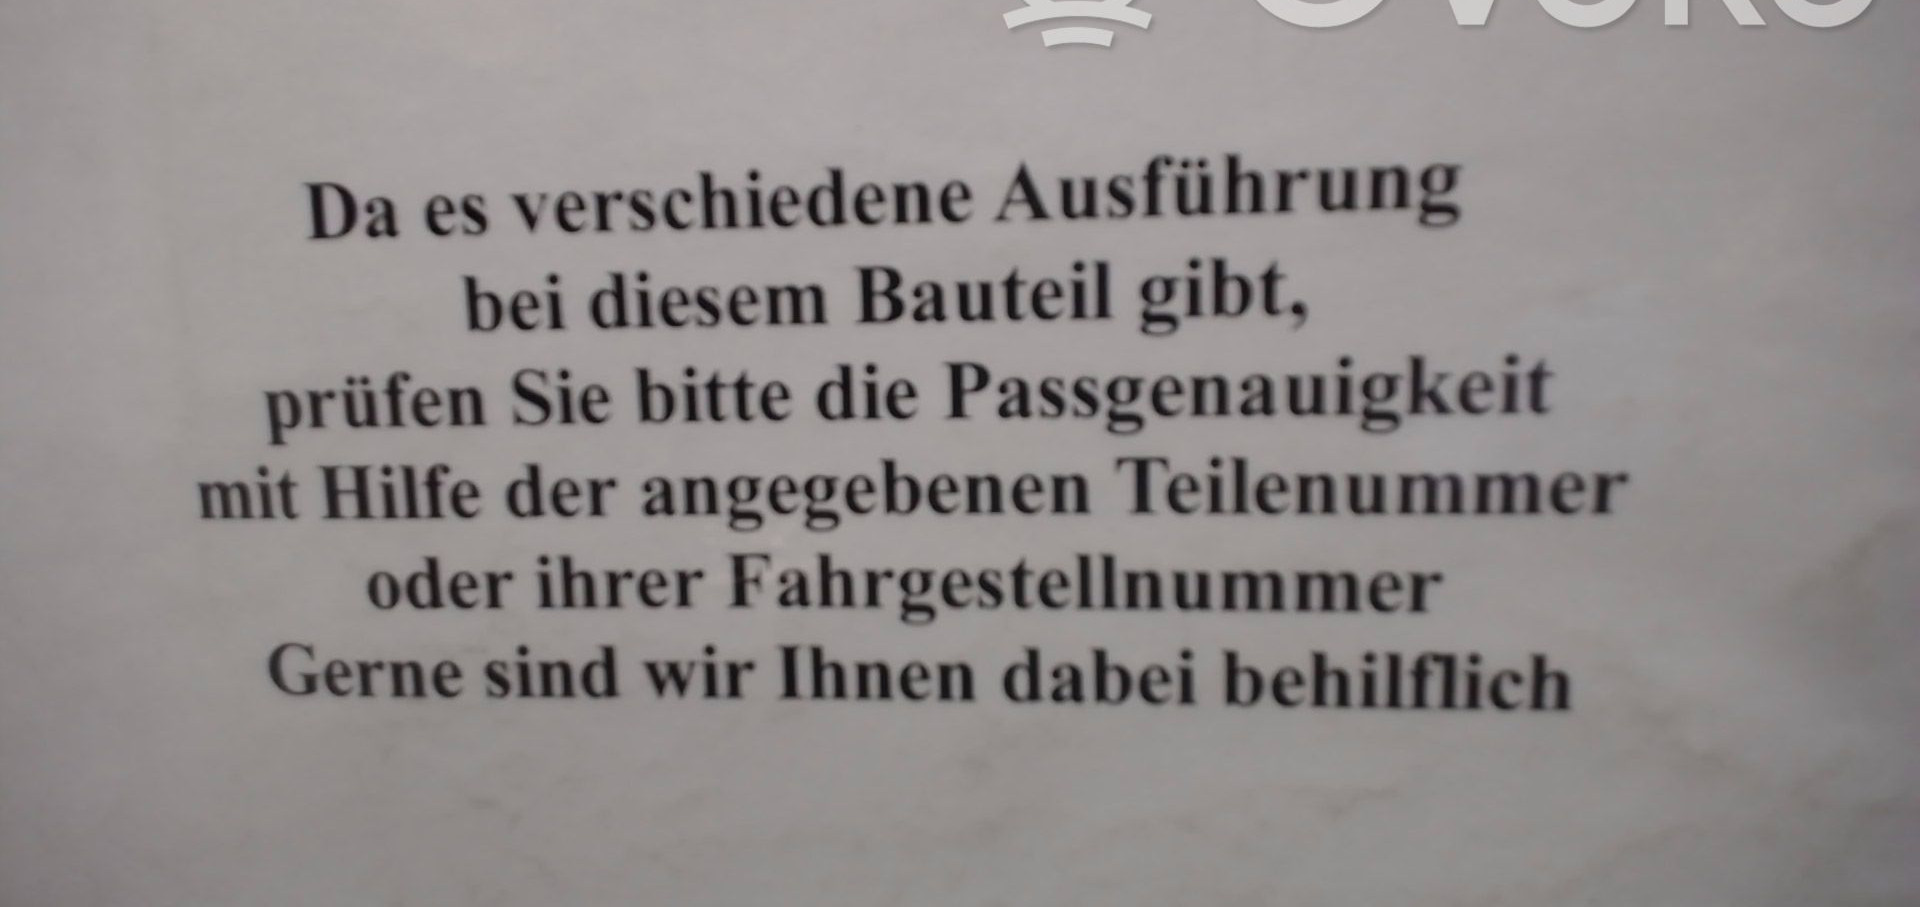 Da es verschiedene Ausführung
bei diesem Bauteil gibt,
prüfen Sie bitte die Passgenauigkeit
mit Hilfe der angegebenen Teilenummer
oder ihrer Fahrgestellnummer
Gerne sind wir Ihnen dabei behilflich